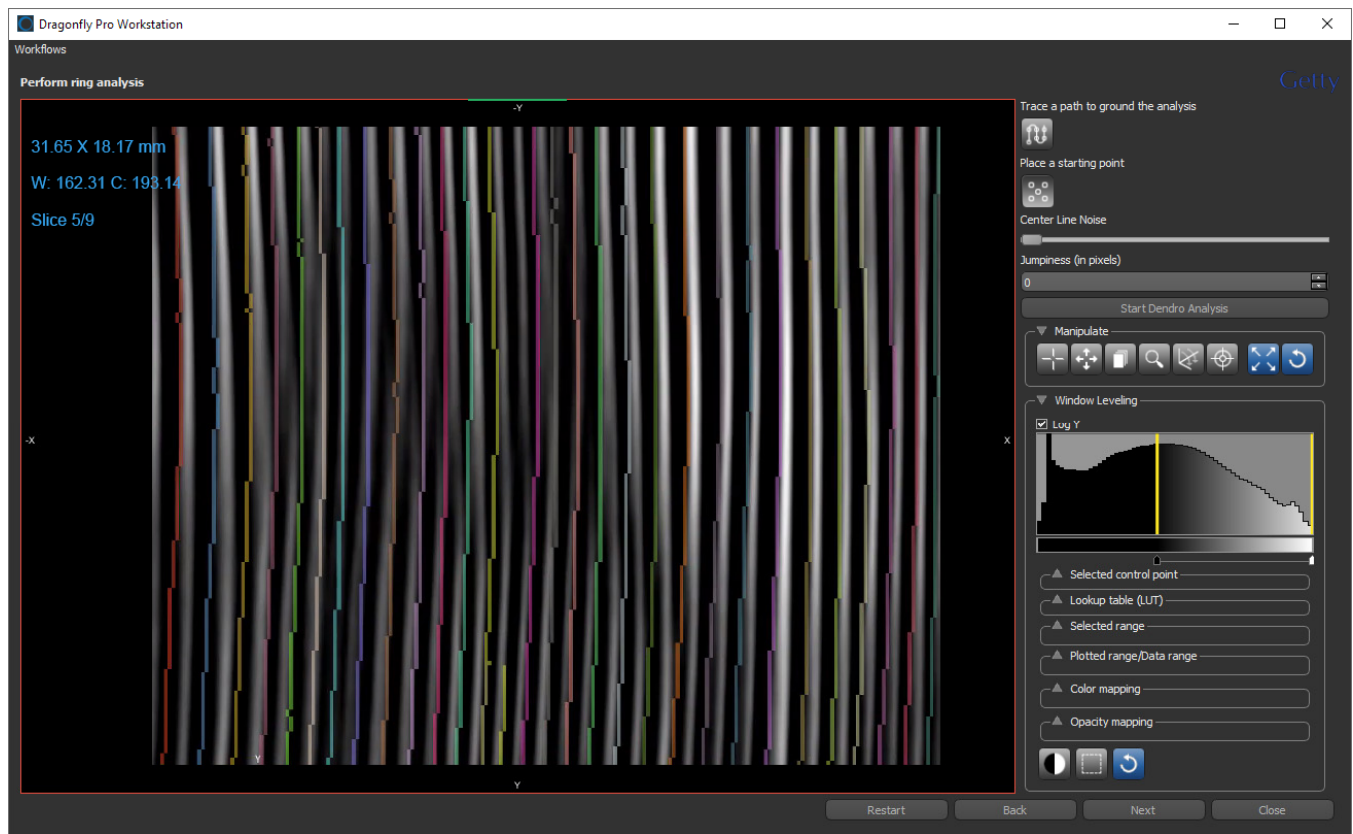 Dragonfly Pro Workstation
Workflows
Perform ring analysis
Getty
-Y
31.65 X 18.17 mm
W: 162.31 C: 193.14
Slice 5/9
-X
X
Y
Y
Trace a path to ground the analysis
Place a starting point
Center Line Noise
Jumpiness (in pixels)
0
Start Dendro Analysis
Manipulate
Window Leveling
Log Y
Selected control point
Lookup table (LUT)
Selected range
Plotted range/Data range
Color mapping
Opacity mapping
Restart
Back
Next
Close